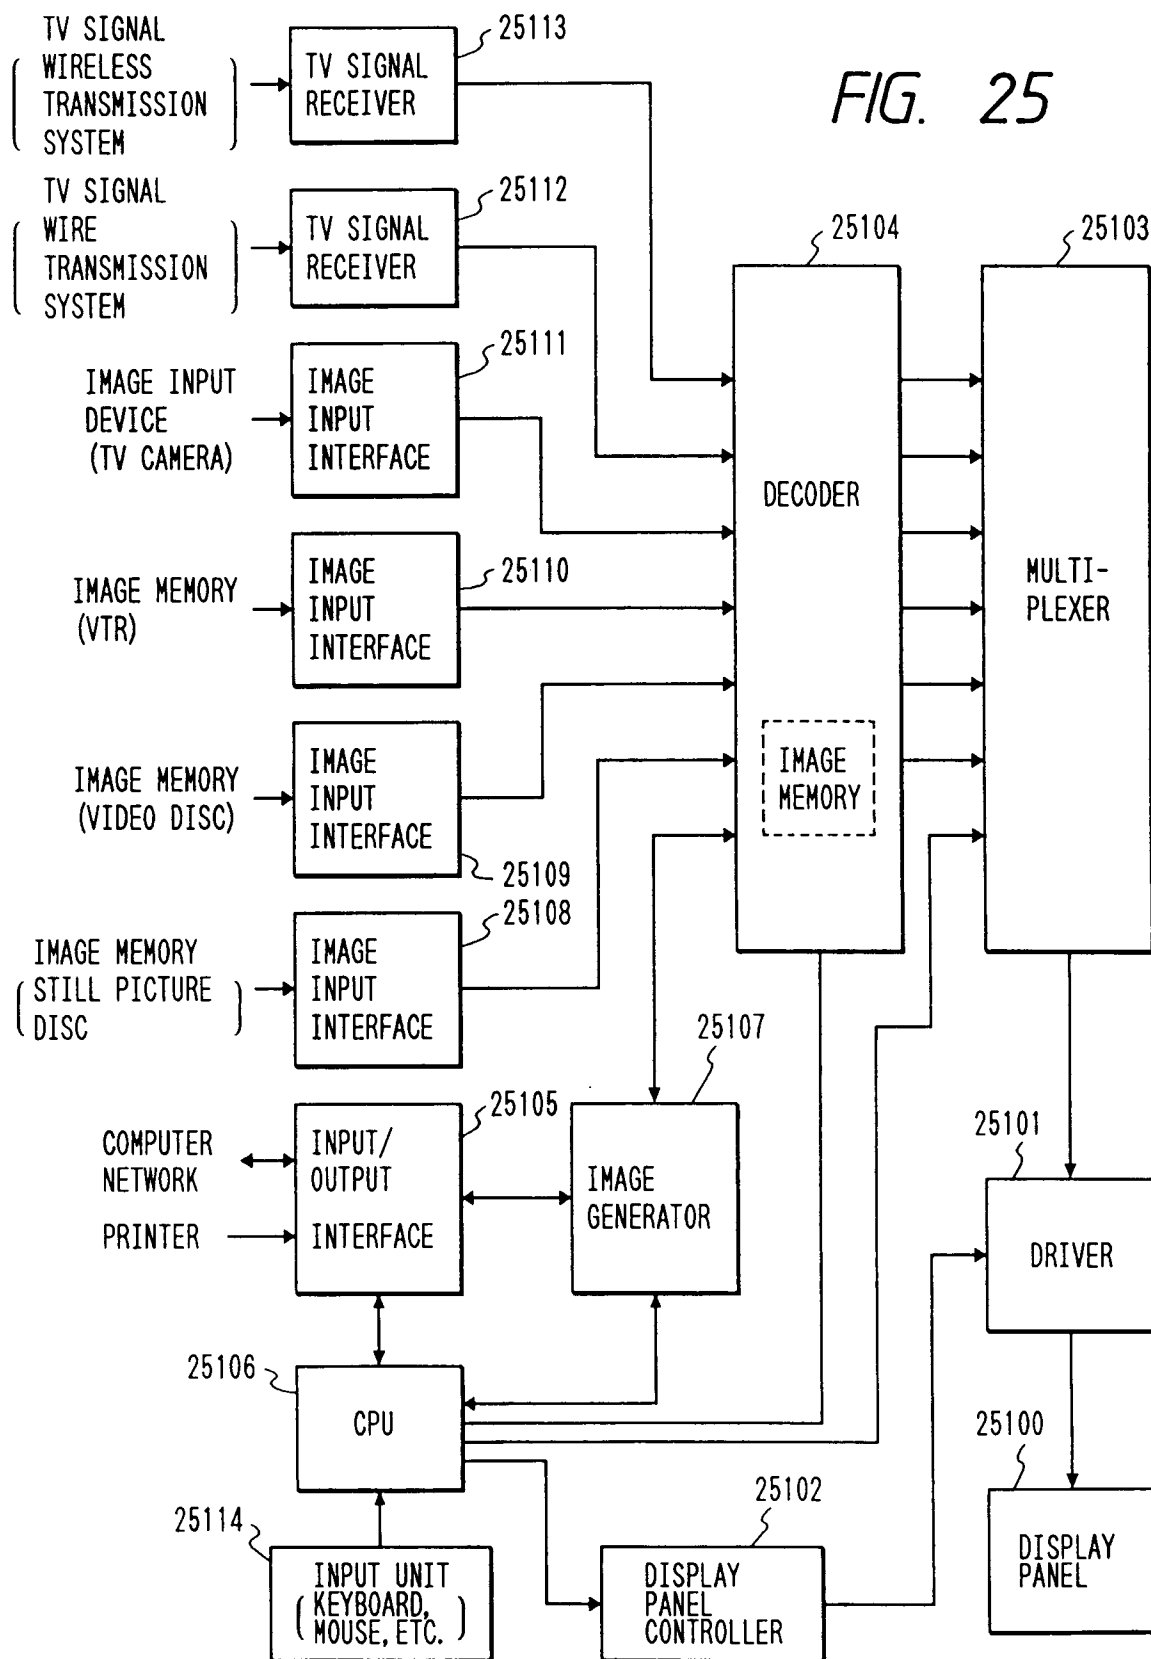 FIG. 25
TV SIGNAL
WIRELESS
TRANSMISSION
SYSTEM
TV SIGNAL
RECEIVER
25113
TV SIGNAL
WIRE
TRANSMISSION
SYSTEM
TV SIGNAL
RECEIVER
25112
IMAGE INPUT
DEVICE
(TV CAMERA)
IMAGE
INPUT
INTERFACE
25111
IMAGE MEMORY
(VTR)
IMAGE
INPUT
INTERFACE
25110
IMAGE MEMORY
(VIDEO DISC)
IMAGE
INPUT
INTERFACE
25109
IMAGE MEMORY
(STILL PICTURE
DISC)
IMAGE
INPUT
INTERFACE
25108
25104
DECODER
IMAGE
MEMORY
25103
MULTI-
PLEXER
COMPUTER
NETWORK
PRINTER
INPUT/
OUTPUT
INTERFACE
25105
25107
IMAGE
GENERATOR
25101
DRIVER
25106
CPU
25100
DISPLAY
PANEL
25114
INPUT UNIT
(KEYBOARD,
MOUSE, ETC.)
25102
DISPLAY
PANEL
CONTROLLER